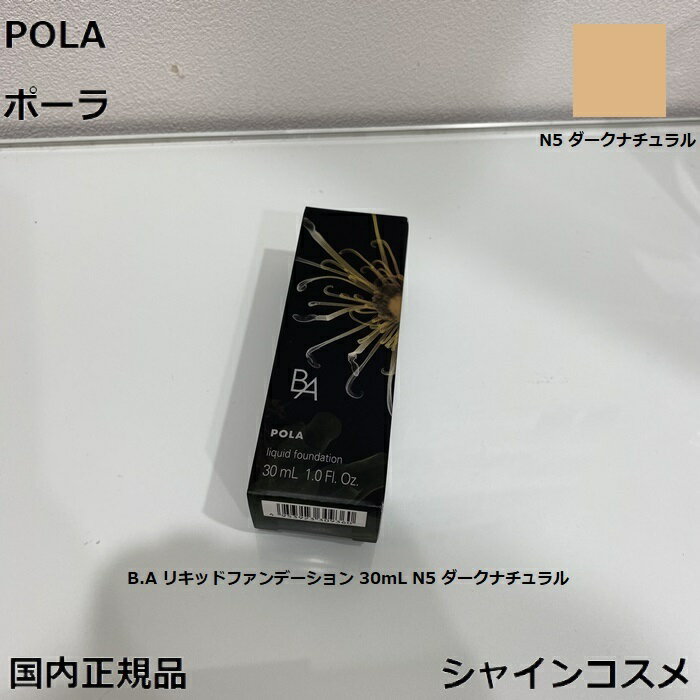 POLA
ポーラ
N5 ダークナチュラル
BA
POLA
liquid foundation
30 mL 1.0 Fl. Oz.
B.A リキッドファンデーション 30mL N5 ダークナチュラル
国内正規品
シャインコスメ